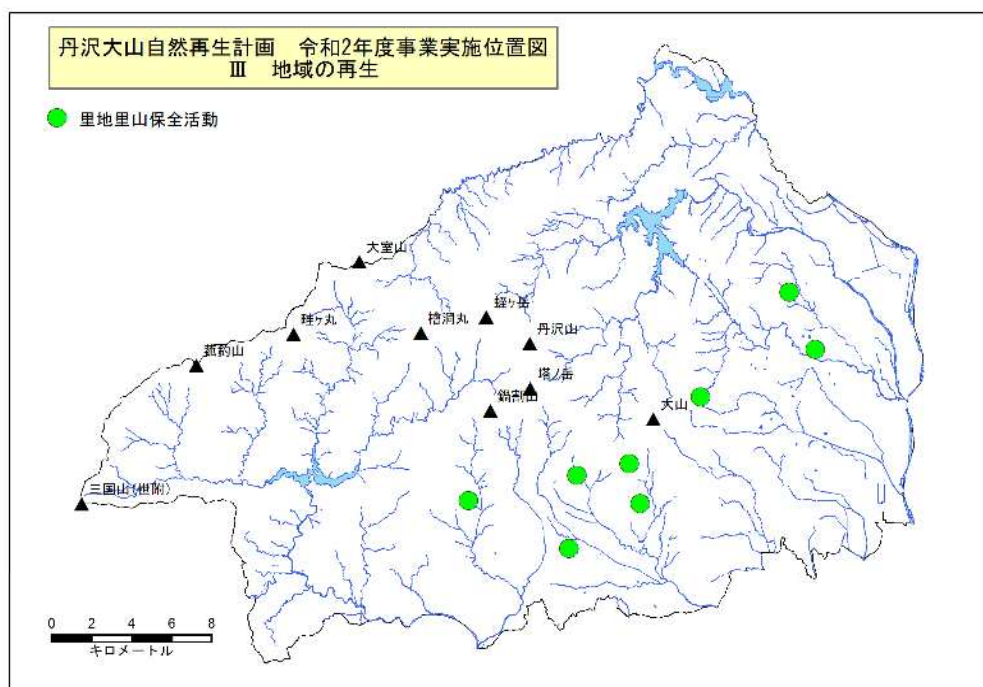 丹沢大山自然再生計画 令和2年度事業実施位置図
Ⅲ 地域の再生
里地里山保全活動
大室山
蛭ヶ岳
畦ヶ丸
檜洞丸
丹沢山
菰釣山
塔ノ岳
鍋割山
大山
三国山(世附)
0 2 4 6 8
キロメートル